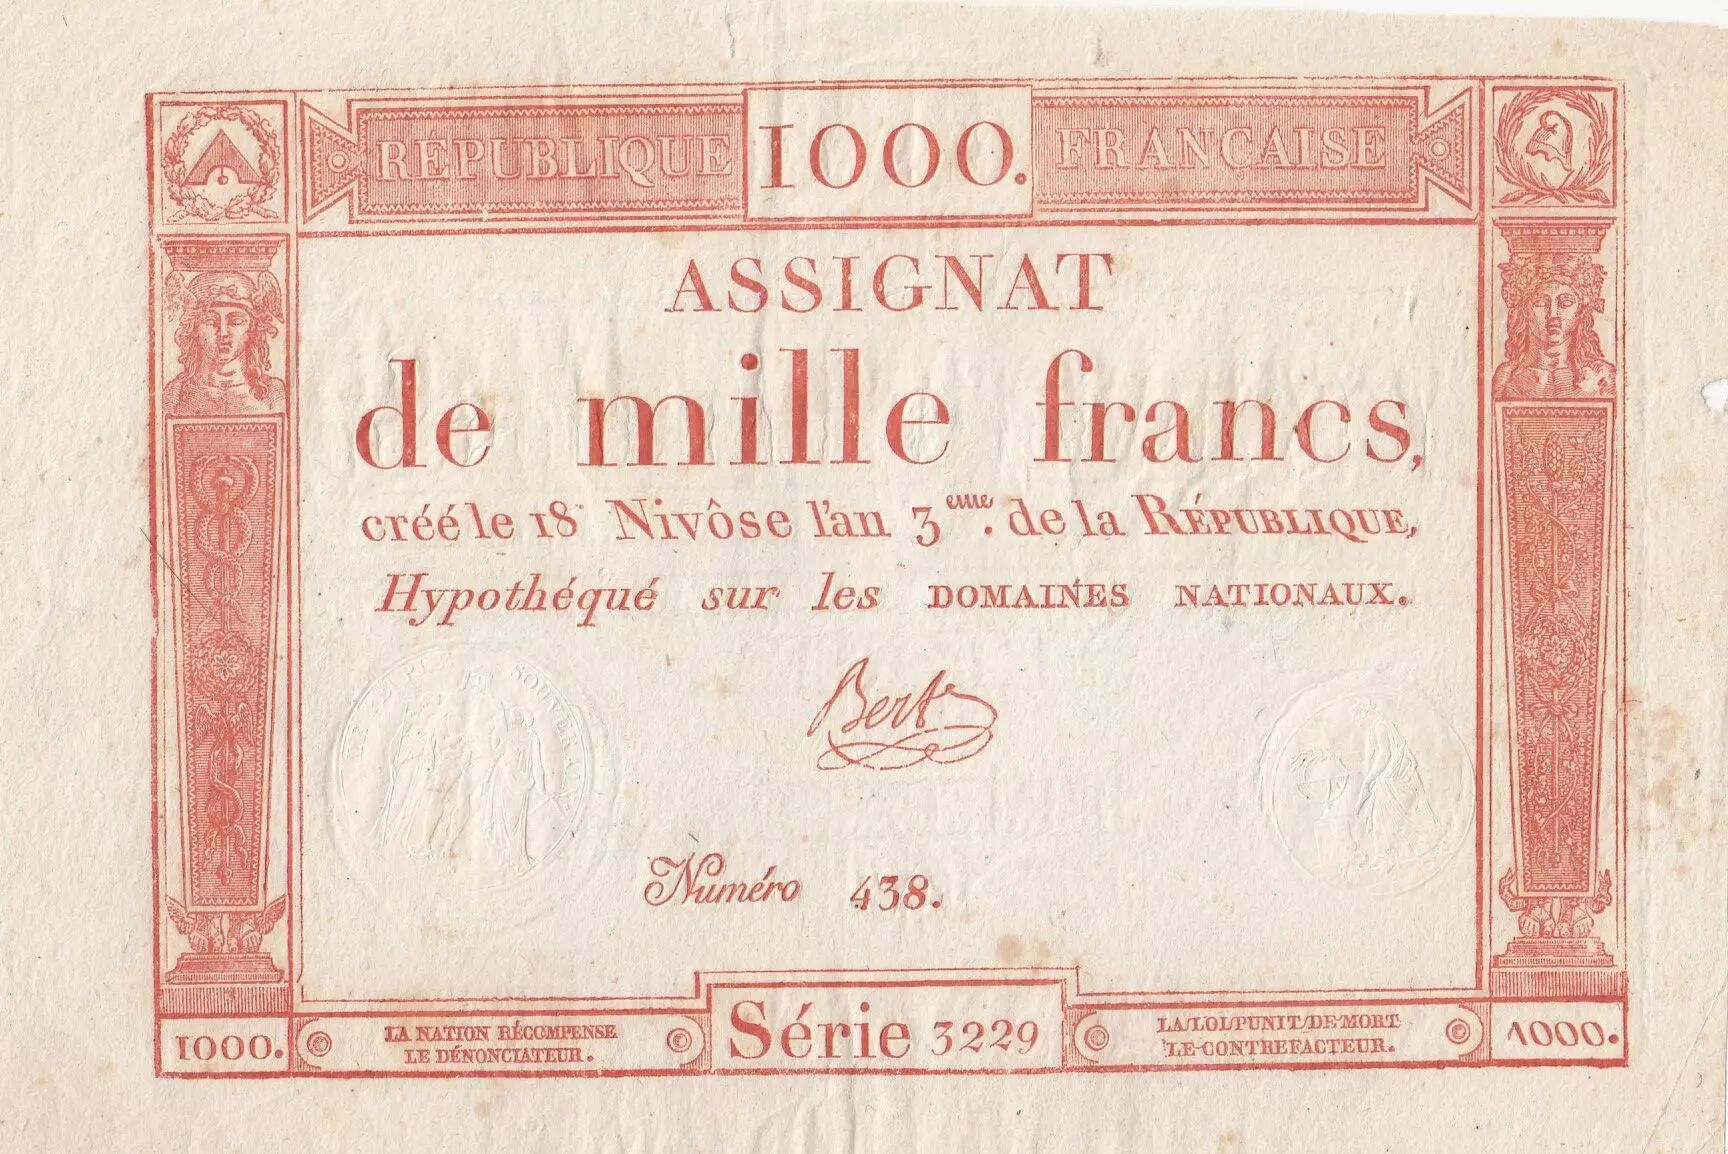 RÉPUBLIQUE 1000. FRANÇAISE
ASSIGNAT
de mille francs,
créé le 18 Nivôse l'an 3eme. de la RÉPUBLIQUE,
Hypothéqué sur les DOMAINES NATIONAUX.
SOUVERAIN
Bert
Numéro 438.
1000.
LA NATION RÉCOMPENSE
LE DÉNONCIATEUR.
Série 3229
LA LOI PUNIT DE MORT
LE CONTREFACTEUR.
1000.